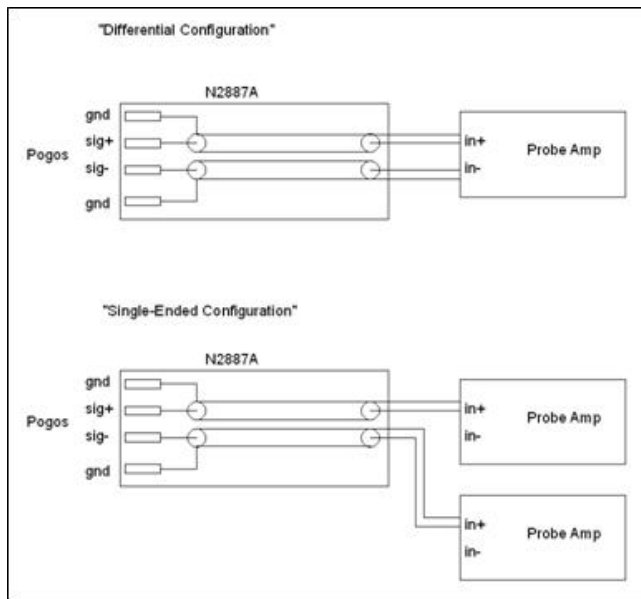 "Differential Configuration"
N2887A
gnd
sig+
Pogos
sig-
gnd
in+
in-
Probe Amp
"Single-Ended Configuration"
N2887A
gnd
sig+
Pogos
sig-
gnd
in+
in-
Probe Amp
in+
in-
Probe Amp